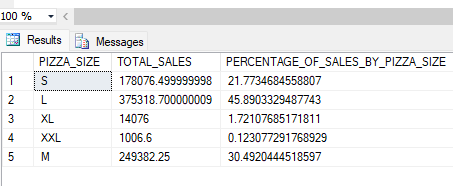 100 %
Results Messages
PIZZA_SIZE TOTAL_SALES PERCENTAGE_OF_SALES_BY_PIZZA_SIZE
1 S 178076.499999998 21.7734684558807
2 L 375318.700000009 45.8903329487743
3 XL 14076 1.72107685171811
4 XXL 1006.6 0.123077291768929
5 M 249382.25 30.4920444518597